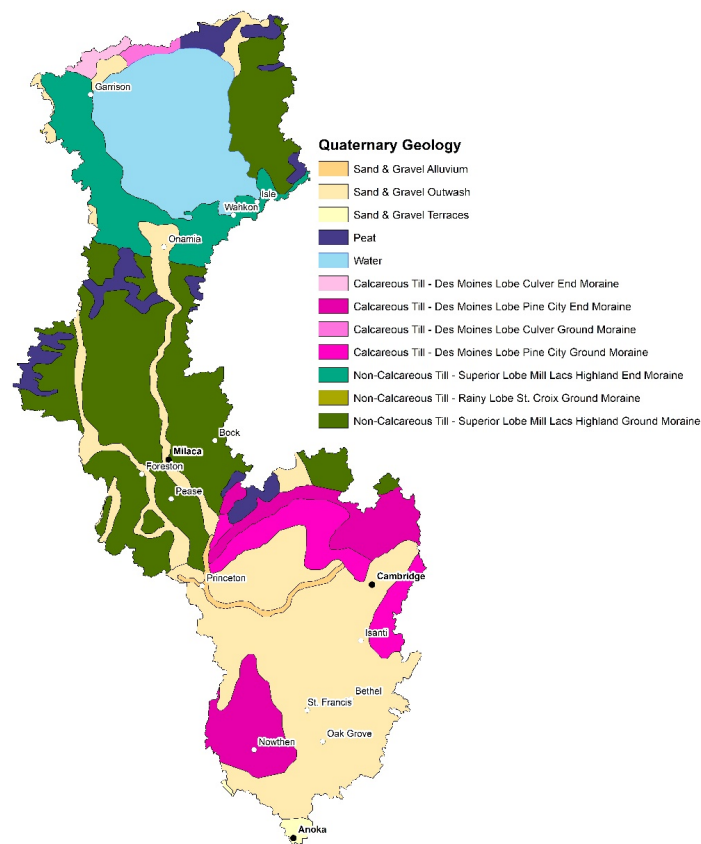 Garrison
Quaternary Geology
Sand & Gravel Alluvium
Sand & Gravel Outwash
Isle
Wahkon
Sand & Gravel Terraces
Onamia
Peat
Water
Calcareous Till - Des Moines Lobe Culver End Moraine
Calcareous Till - Des Moines Lobe Pine City End Moraine
Calcareous Till - Des Moines Lobe Culver Ground Moraine
Calcareous Till - Des Moines Lobe Pine City Ground Moraine
Non-Calcareous Till - Superior Lobe Mill Lacs Highland End Moraine
Non-Calcareous Till - Rainy Lobe St. Croix Ground Moraine
Non-Calcareous Till - Superior Lobe Mill Lacs Highland Ground Moraine
Bock
Milaca
Foreston
Pease
Princeton
Cambridge
Isanti
Bethel
St. Francis
Oak Grove
Nowthen
Anoka